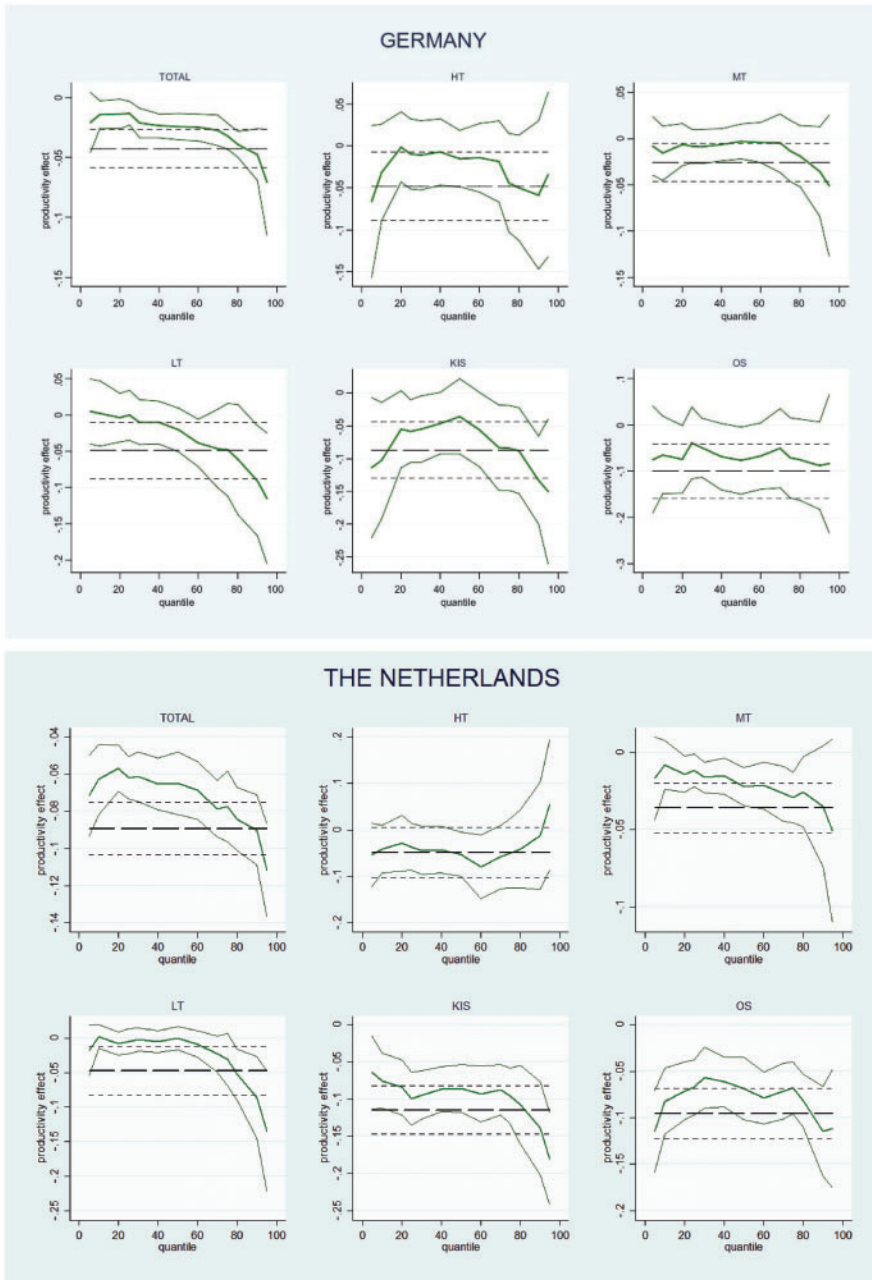 GERMANY
TOTAL
HT
MT
productivity effect
0
-.05
-.1
-.15
0 20 40 60 80 100
quantile
productivity effect
.05
0
-.05
-.1
-.15
0 20 40 60 80 100
quantile
productivity effect
.05
0
-.05
-.1
-.15
0 20 40 60 80 100
quantile
LT
KIS
OS
productivity effect
.05
0
-.05
-.1
-.15
-.2
0 20 40 60 80 100
quantile
productivity effect
.05
0
-.05
-.1
-.15
-.2
-.25
0 20 40 60 80 100
quantile
productivity effect
.1
0
-.1
-.2
-.3
0 20 40 60 80 100
quantile
THE NETHERLANDS
TOTAL
HT
MT
productivity effect
-.04
-.06
-.08
-.1
-.12
-.14
0 20 40 60 80 100
quantile
productivity effect
.2
.1
0
-.1
-.2
0 20 40 60 80 100
quantile
productivity effect
0
-.05
-.1
0 20 40 60 80 100
quantile
LT
KIS
OS
productivity effect
0
-.05
-.1
-.15
-.2
-.25
0 20 40 60 80 100
quantile
productivity effect
0
-.05
-.1
-.15
-.2
-.25
0 20 40 60 80 100
quantile
productivity effect
0
-.05
-.1
-.15
-.2
0 20 40 60 80 100
quantile